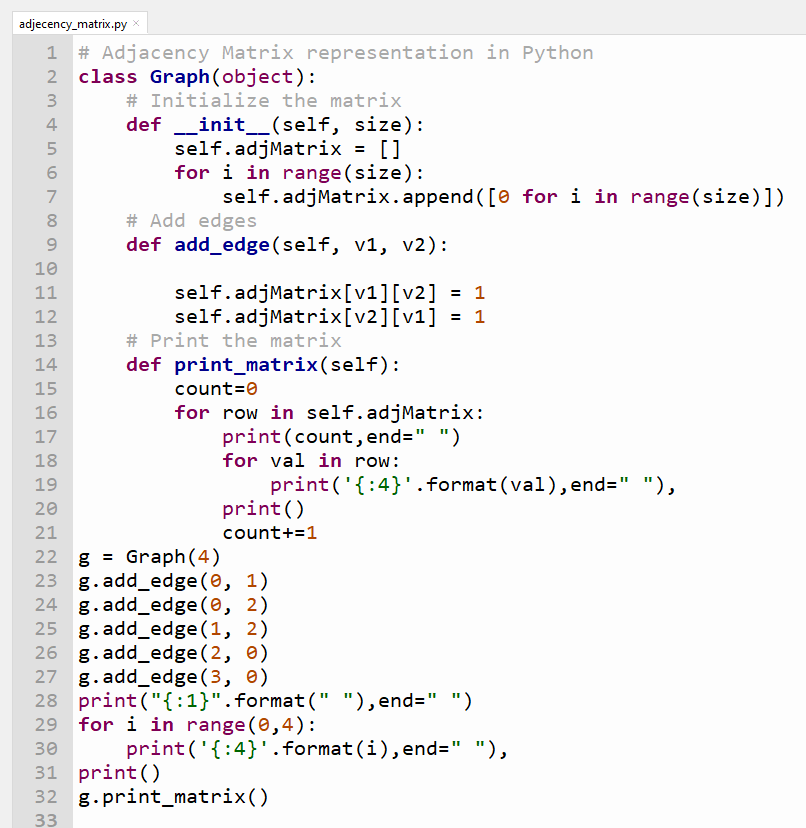 adjecency_matrix.py ×
1 # Adjacency Matrix representation in Python
2 class Graph(object):
3     # Initialize the matrix
4     def __init__(self, size):
5         self.adjMatrix = []
6         for i in range(size):
7             self.adjMatrix.append([0 for i in range(size)])
8     # Add edges
9     def add_edge(self, v1, v2):
10
11         self.adjMatrix[v1][v2] = 1
12         self.adjMatrix[v2][v1] = 1
13     # Print the matrix
14     def print_matrix(self):
15         count=0
16         for row in self.adjMatrix:
17             print(count,end=" ")
18             for val in row:
19                 print('{:4}'.format(val),end=" "),
20             print()
21             count+=1
22 g = Graph(4)
23 g.add_edge(0, 1)
24 g.add_edge(0, 2)
25 g.add_edge(1, 2)
26 g.add_edge(2, 0)
27 g.add_edge(3, 0)
28 print("{:1}".format(" "),end=" ")
29 for i in range(0,4):
30     print('{:4}'.format(i),end=" "),
31 print()
32 g.print_matrix()
33